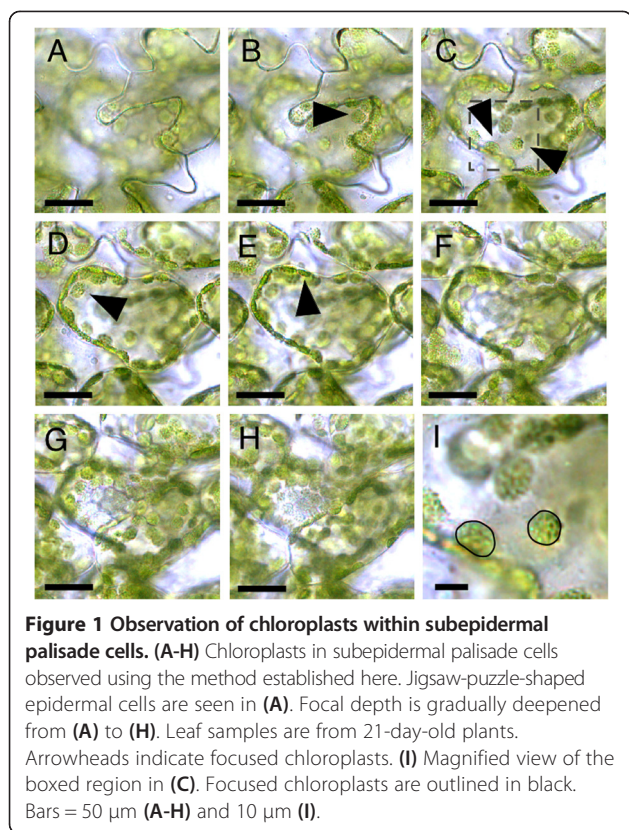 A B C
D E F
G H I
Figure 1 Observation of chloroplasts within subepidermal
palisade cells. (A-H) Chloroplasts in subepidermal palisade cells
observed using the method established here. Jigsaw-puzzle-shaped
epidermal cells are seen in (A). Focal depth is gradually deepened
from (A) to (H). Leaf samples are from 21-day-old plants.
Arrowheads indicate focused chloroplasts. (I) Magnified view of the
boxed region in (C). Focused chloroplasts are outlined in black.
Bars = 50 μm (A-H) and 10 μm (I).